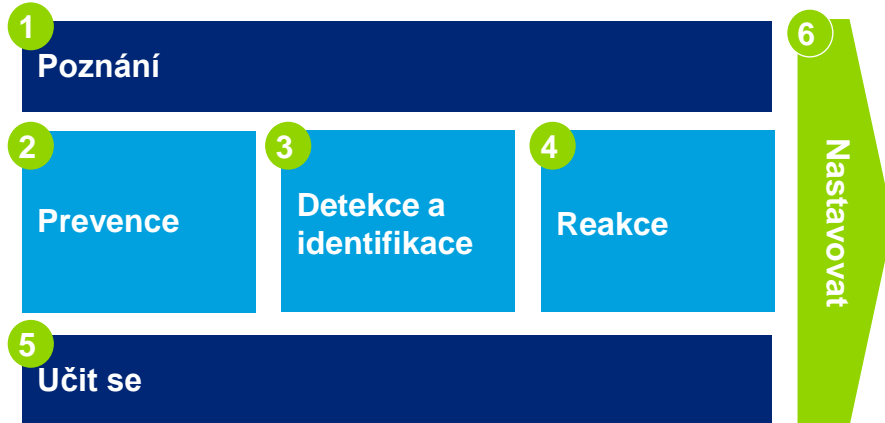 1
Poznání
2
Prevence
3
Detekce a
identifikace
4
Reakce
5
Učit se
6
Nastavovat